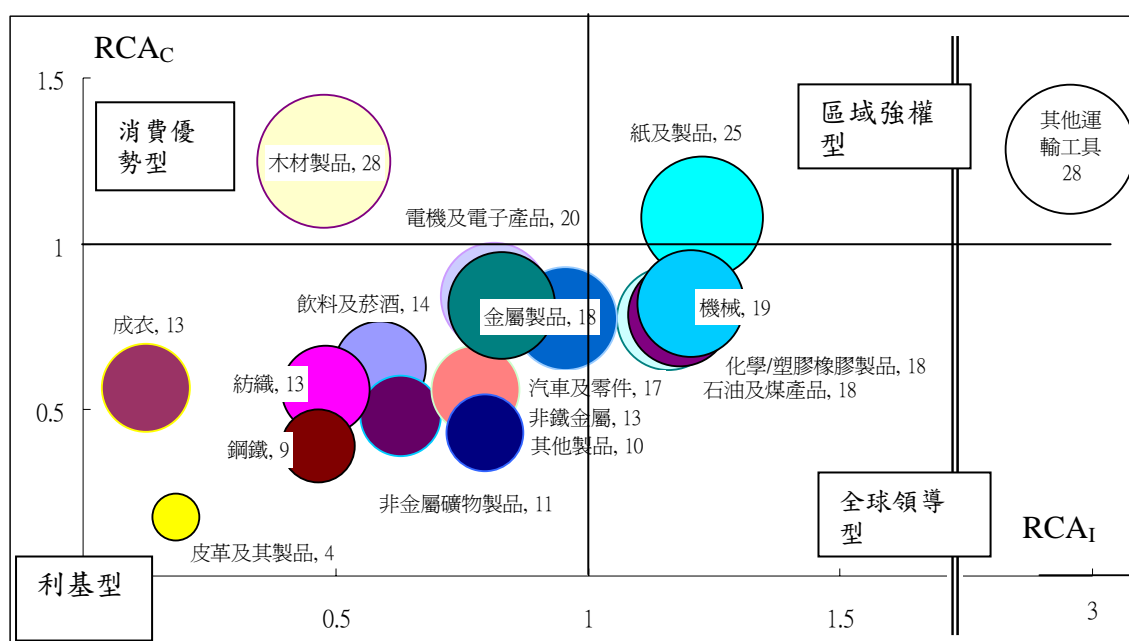 RCAC
1.5
消費優
勢型
木材製品, 28
紙及製品, 25
區域強權
型
其他運
輸工具
28
電機及電子產品, 20
1
飲料及菸酒, 14
金屬製品, 18
機械, 19
成衣, 13
紡織, 13
汽車及零件, 17
化學/塑膠橡膠製品, 18
石油及煤產品, 18
0.5
非鐵金屬, 13
其他製品, 10
鋼鐵, 9
非金屬礦物製品, 11
全球領導
型
RCAI
皮革及其製品, 4
利基型
0.5
1
1.5
3